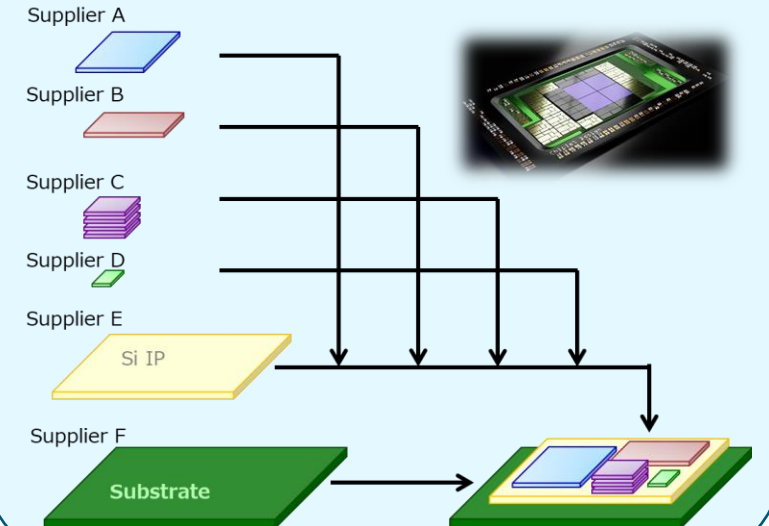 Supplier A
Supplier B
Supplier C
Supplier D
Supplier E
Si IP
Supplier F
Substrate